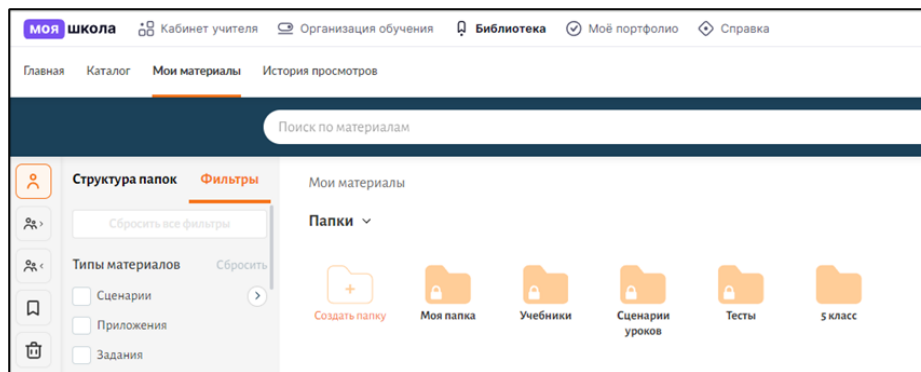 моя школа Кабинет учителя Организация обучения Библиотека Моё портфолио Справка
Главная Каталог Мои материалы История просмотров
Поиск по материалам
Структура папок Фильтры
Сбросить все фильтры
Типы материалов Сбросить
Сценарии
Приложения
Задания
Мои материалы
Папки
Создать папку Моя папка Учебники Сценарии уроков Тесты 5 класс